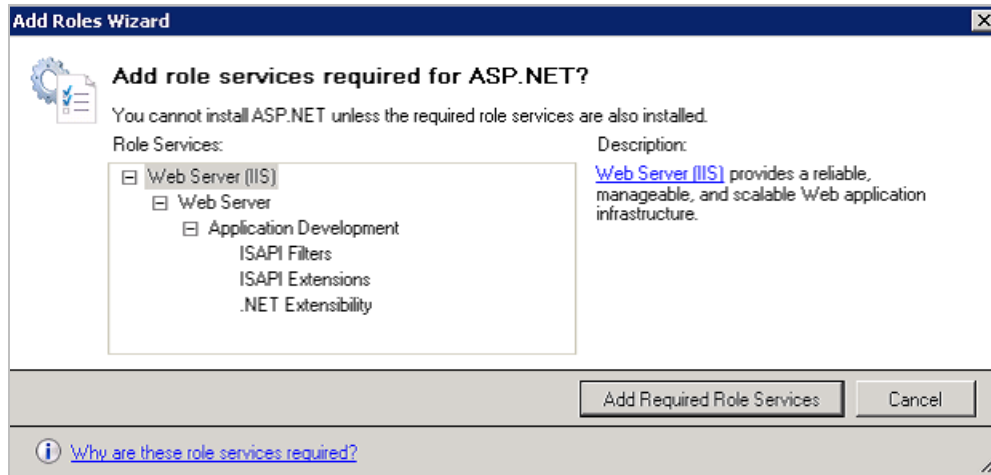 Add Roles Wizard
Add role services required for ASP.NET?
You cannot install ASP.NET unless the required role services are also installed.
Role Services:
Web Server (IIS)
Web Server
Application Development
ISAPI Filters
ISAPI Extensions
.NET Extensibility
Description:
Web Server (IIS) provides a reliable,
manageable, and scalable Web application
infrastructure.
Add Required Role Services
Cancel
Why are these role services required?